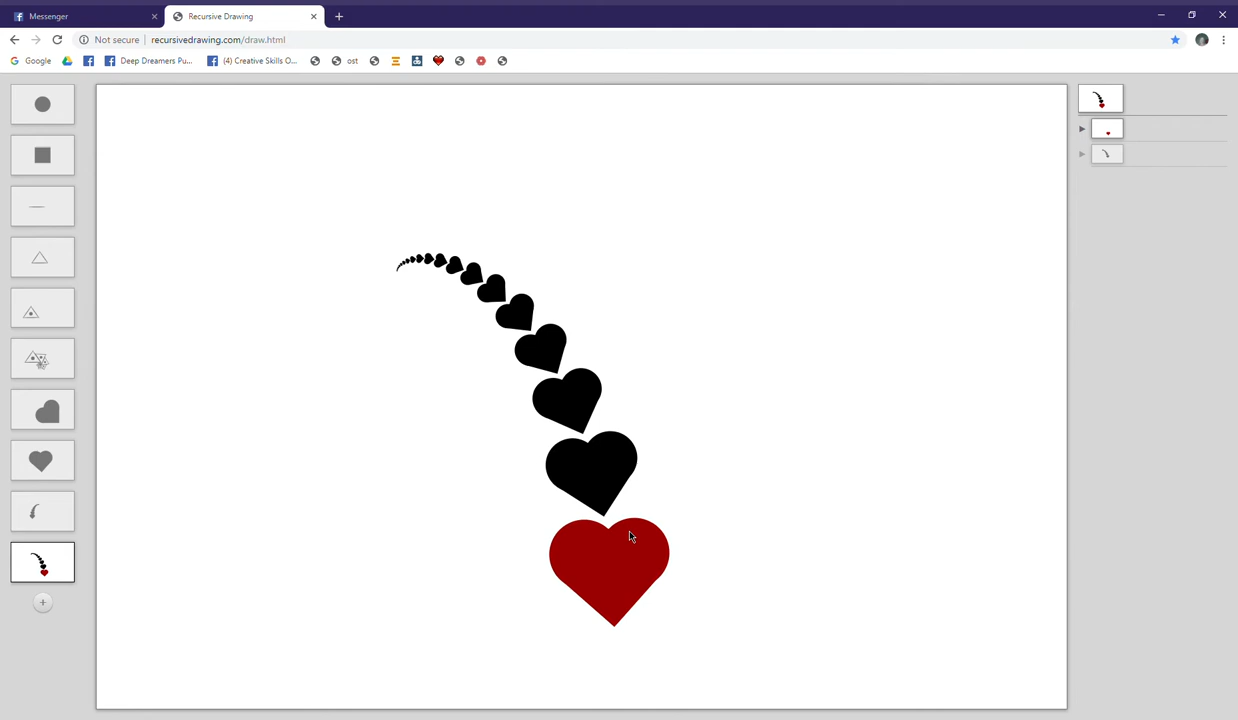 Messenger
Recursive Drawing
Not secure | recursivedrawing.com/draw.html
Google
Deep Dreamers Pu...
(4) Creative Skills O...
ost